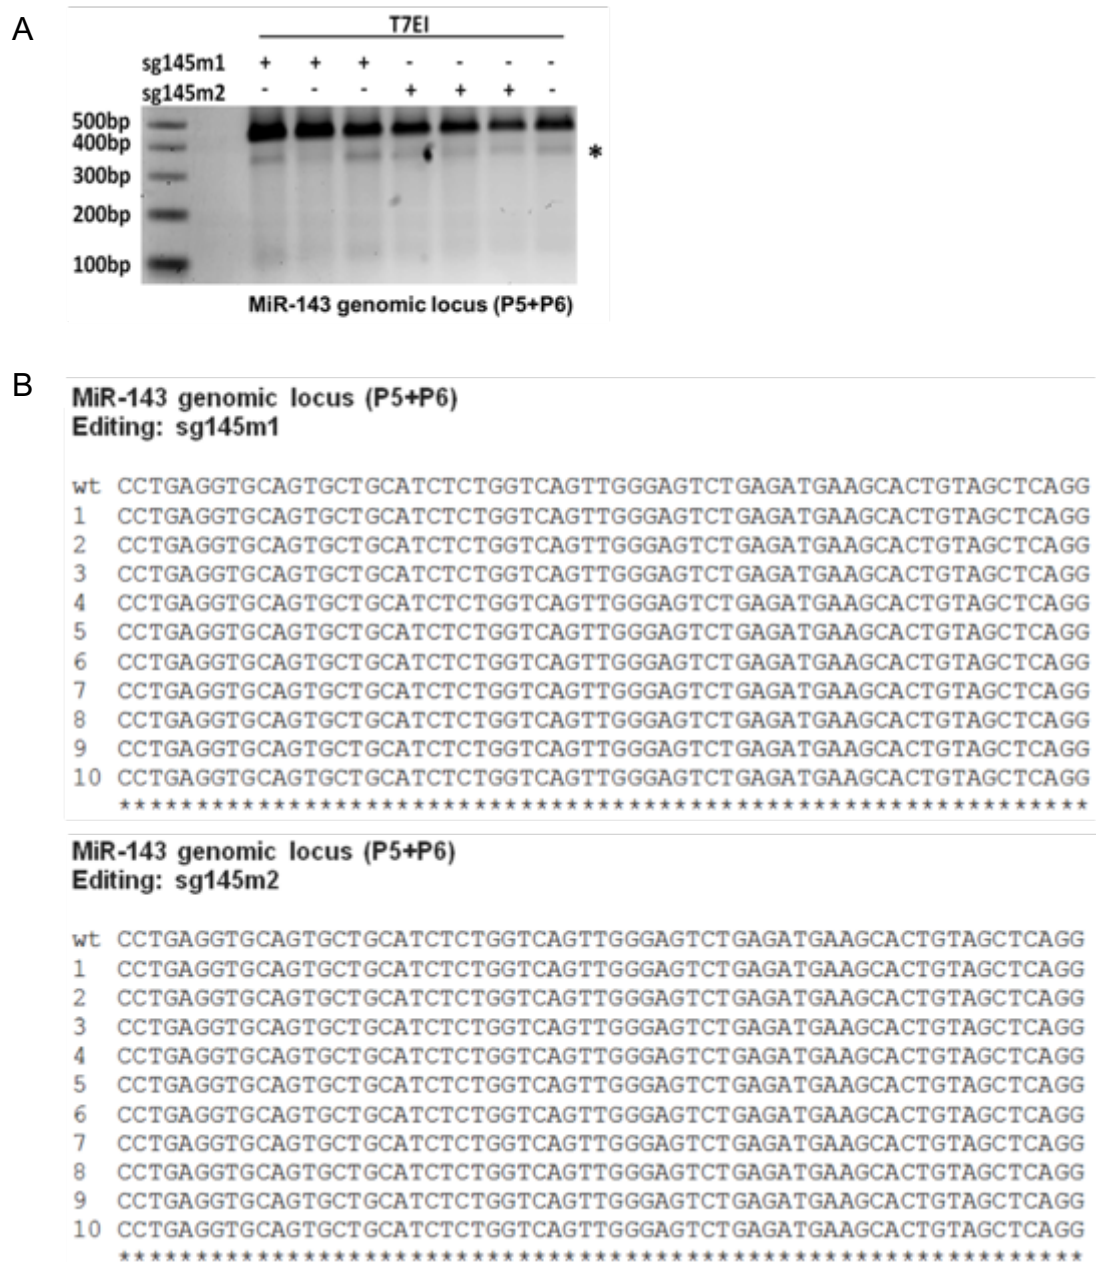 A
T7EI
sg145m1 + + + - - - -
sg145m2 - - - + + + -
500bp
400bp
*
300bp
200bp
100bp
MiR-143 genomic locus (P5+P6)
B
MiR-143 genomic locus (P5+P6)
Editing: sg145m1
wt CCTGAGGTGCAGTGCTGCATCTCTGGTCAGTTGGGAGTCTGAGATGAAGCACTGTAGCTCAGG
1 CCTGAGGTGCAGTGCTGCATCTCTGGTCAGTTGGGAGTCTGAGATGAAGCACTGTAGCTCAGG
2 CCTGAGGTGCAGTGCTGCATCTCTGGTCAGTTGGGAGTCTGAGATGAAGCACTGTAGCTCAGG
3 CCTGAGGTGCAGTGCTGCATCTCTGGTCAGTTGGGAGTCTGAGATGAAGCACTGTAGCTCAGG
4 CCTGAGGTGCAGTGCTGCATCTCTGGTCAGTTGGGAGTCTGAGATGAAGCACTGTAGCTCAGG
5 CCTGAGGTGCAGTGCTGCATCTCTGGTCAGTTGGGAGTCTGAGATGAAGCACTGTAGCTCAGG
6 CCTGAGGTGCAGTGCTGCATCTCTGGTCAGTTGGGAGTCTGAGATGAAGCACTGTAGCTCAGG
7 CCTGAGGTGCAGTGCTGCATCTCTGGTCAGTTGGGAGTCTGAGATGAAGCACTGTAGCTCAGG
8 CCTGAGGTGCAGTGCTGCATCTCTGGTCAGTTGGGAGTCTGAGATGAAGCACTGTAGCTCAGG
9 CCTGAGGTGCAGTGCTGCATCTCTGGTCAGTTGGGAGTCTGAGATGAAGCACTGTAGCTCAGG
10 CCTGAGGTGCAGTGCTGCATCTCTGGTCAGTTGGGAGTCTGAGATGAAGCACTGTAGCTCAGG
***************************************************************
MiR-143 genomic locus (P5+P6)
Editing: sg145m2
wt CCTGAGGTGCAGTGCTGCATCTCTGGTCAGTTGGGAGTCTGAGATGAAGCACTGTAGCTCAGG
1 CCTGAGGTGCAGTGCTGCATCTCTGGTCAGTTGGGAGTCTGAGATGAAGCACTGTAGCTCAGG
2 CCTGAGGTGCAGTGCTGCATCTCTGGTCAGTTGGGAGTCTGAGATGAAGCACTGTAGCTCAGG
3 CCTGAGGTGCAGTGCTGCATCTCTGGTCAGTTGGGAGTCTGAGATGAAGCACTGTAGCTCAGG
4 CCTGAGGTGCAGTGCTGCATCTCTGGTCAGTTGGGAGTCTGAGATGAAGCACTGTAGCTCAGG
5 CCTGAGGTGCAGTGCTGCATCTCTGGTCAGTTGGGAGTCTGAGATGAAGCACTGTAGCTCAGG
6 CCTGAGGTGCAGTGCTGCATCTCTGGTCAGTTGGGAGTCTGAGATGAAGCACTGTAGCTCAGG
7 CCTGAGGTGCAGTGCTGCATCTCTGGTCAGTTGGGAGTCTGAGATGAAGCACTGTAGCTCAGG
8 CCTGAGGTGCAGTGCTGCATCTCTGGTCAGTTGGGAGTCTGAGATGAAGCACTGTAGCTCAGG
9 CCTGAGGTGCAGTGCTGCATCTCTGGTCAGTTGGGAGTCTGAGATGAAGCACTGTAGCTCAGG
10 CCTGAGGTGCAGTGCTGCATCTCTGGTCAGTTGGGAGTCTGAGATGAAGCACTGTAGCTCAGG
***************************************************************